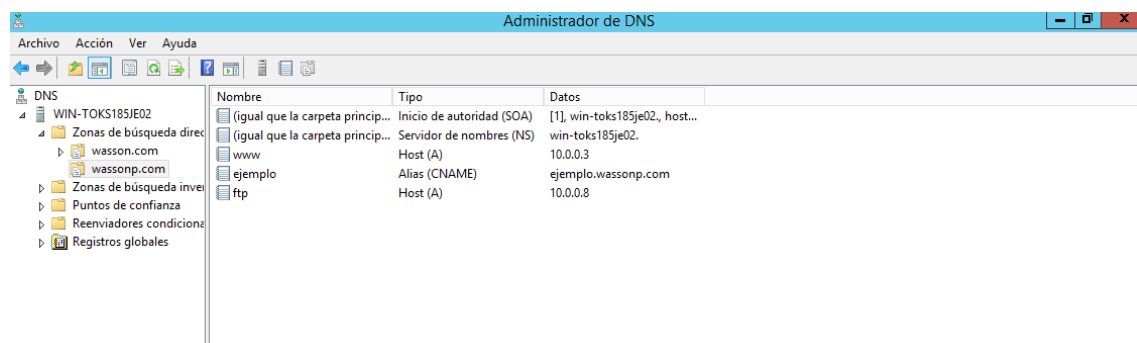 Administrador de DNS
Archivo Acción Ver Ayuda
DNS
WIN-TOKS185JE02
Zonas de búsqueda direc
wasson.com
wassonp.com
Zonas de búsqueda inver
Puntos de confianza
Reenviadores condiciona
Registros globales
Nombre Tipo Datos
(igual que la carpeta princip... Inicio de autoridad (SOA) [1], win-toks185je02., host...
(igual que la carpeta princip... Servidor de nombres (NS) win-toks185je02.
www Host (A) 10.0.0.3
ejemplo Alias (CNAME) ejemplo.wassonp.com
ftp Host (A) 10.0.0.8